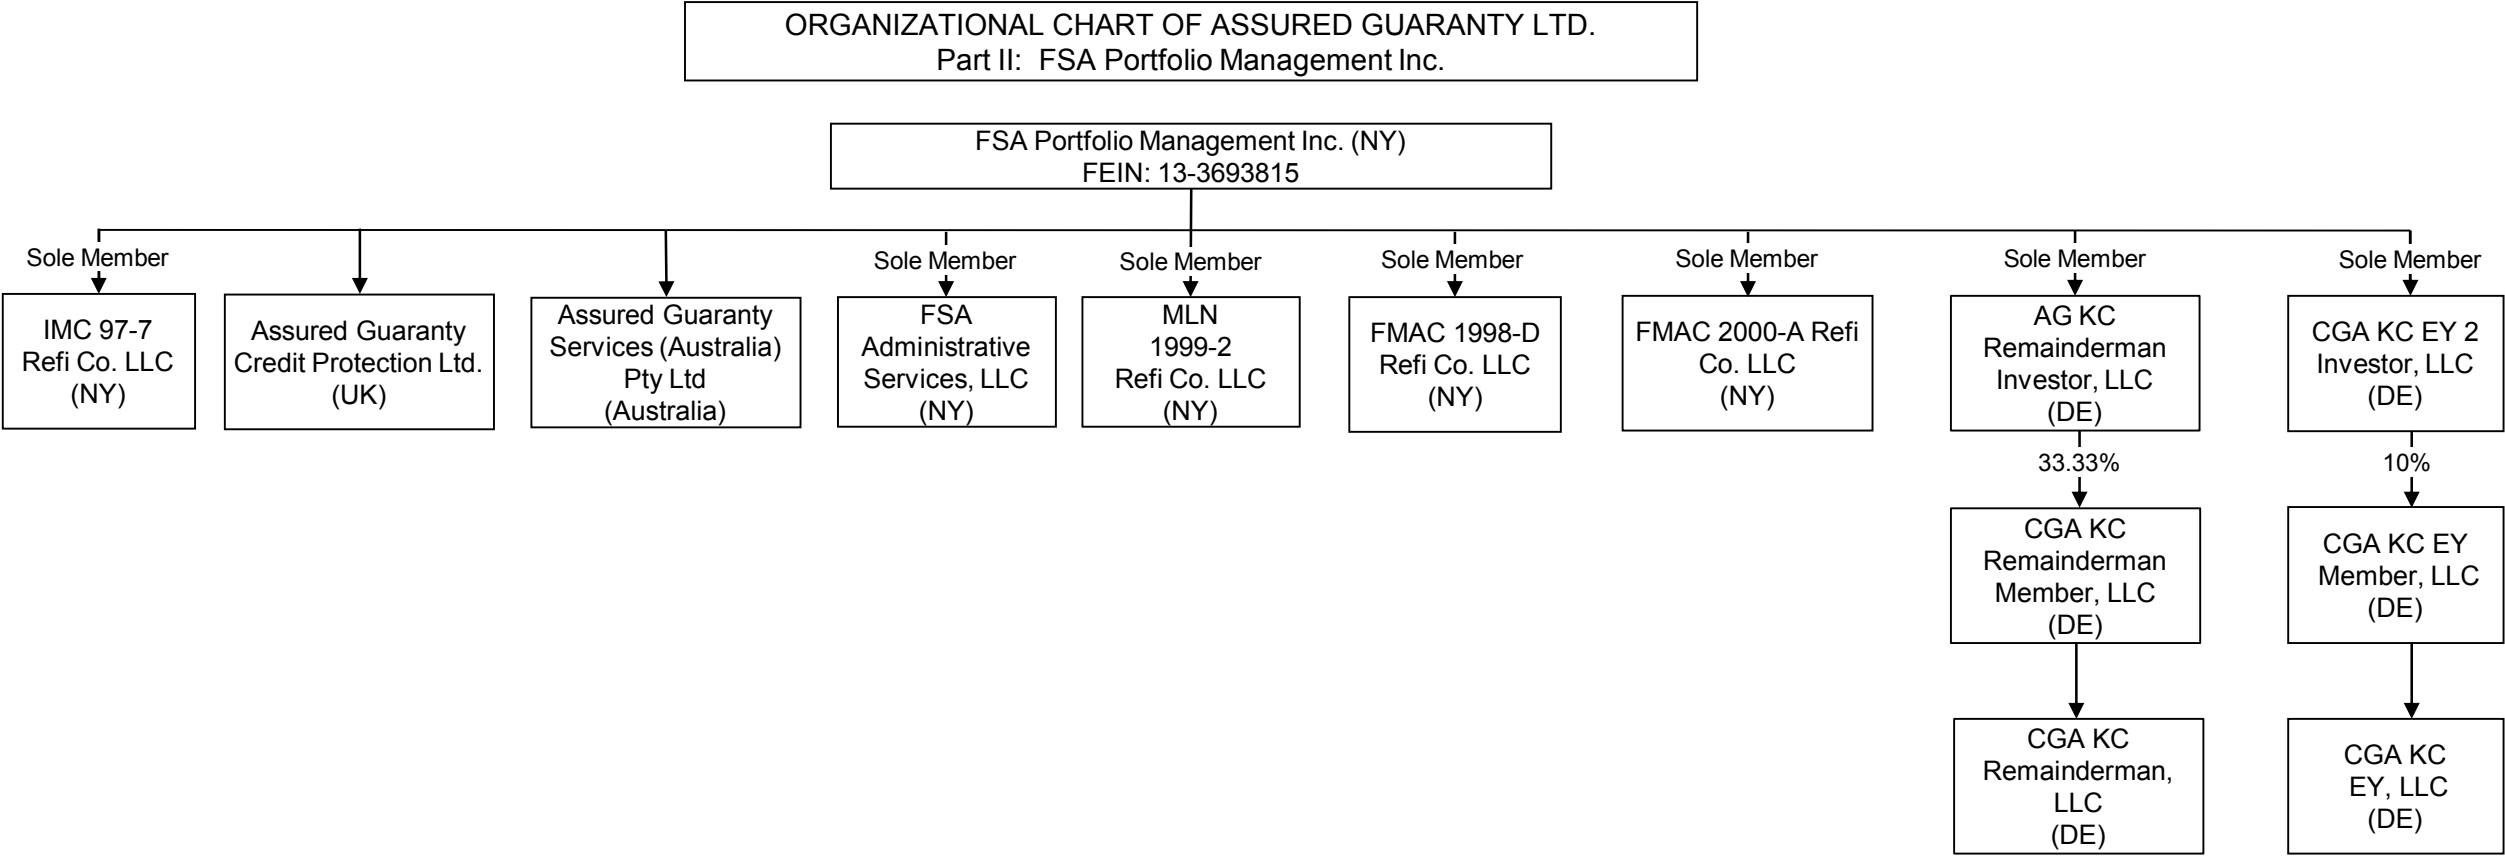 ORGANIZATIONAL CHART OF ASSURED GUARANTY LTD.
Part II: FSA Portfolio Management Inc.
FSA Portfolio Management Inc. (NY)
FEIN: 13-3693815
Sole Member
IMC 97-7
Refi Co. LLC
(NY)
Assured Guaranty
Credit Protection Ltd.
(UK)
Assured Guaranty
Services (Australia)
Pty Ltd
(Australia)
Sole Member
FSA
Administrative
Services, LLC
(NY)
Sole Member
MLN
1999-2
Refi Co. LLC
(NY)
Sole Member
FMAC 1998-D
Refi Co. LLC
(NY)
Sole Member
FMAC 2000-A Refi
Co. LLC
(NY)
Sole Member
AG KC
Remainderman
Investor, LLC
(DE)
33.33%
CGA KC
Remainderman
Member, LLC
(DE)
CGA KC
Remainderman,
LLC
(DE)
Sole Member
CGA KC EY 2
Investor, LLC
(DE)
10%
CGA KC EY
Member, LLC
(DE)
CGA KC
EY, LLC
(DE)